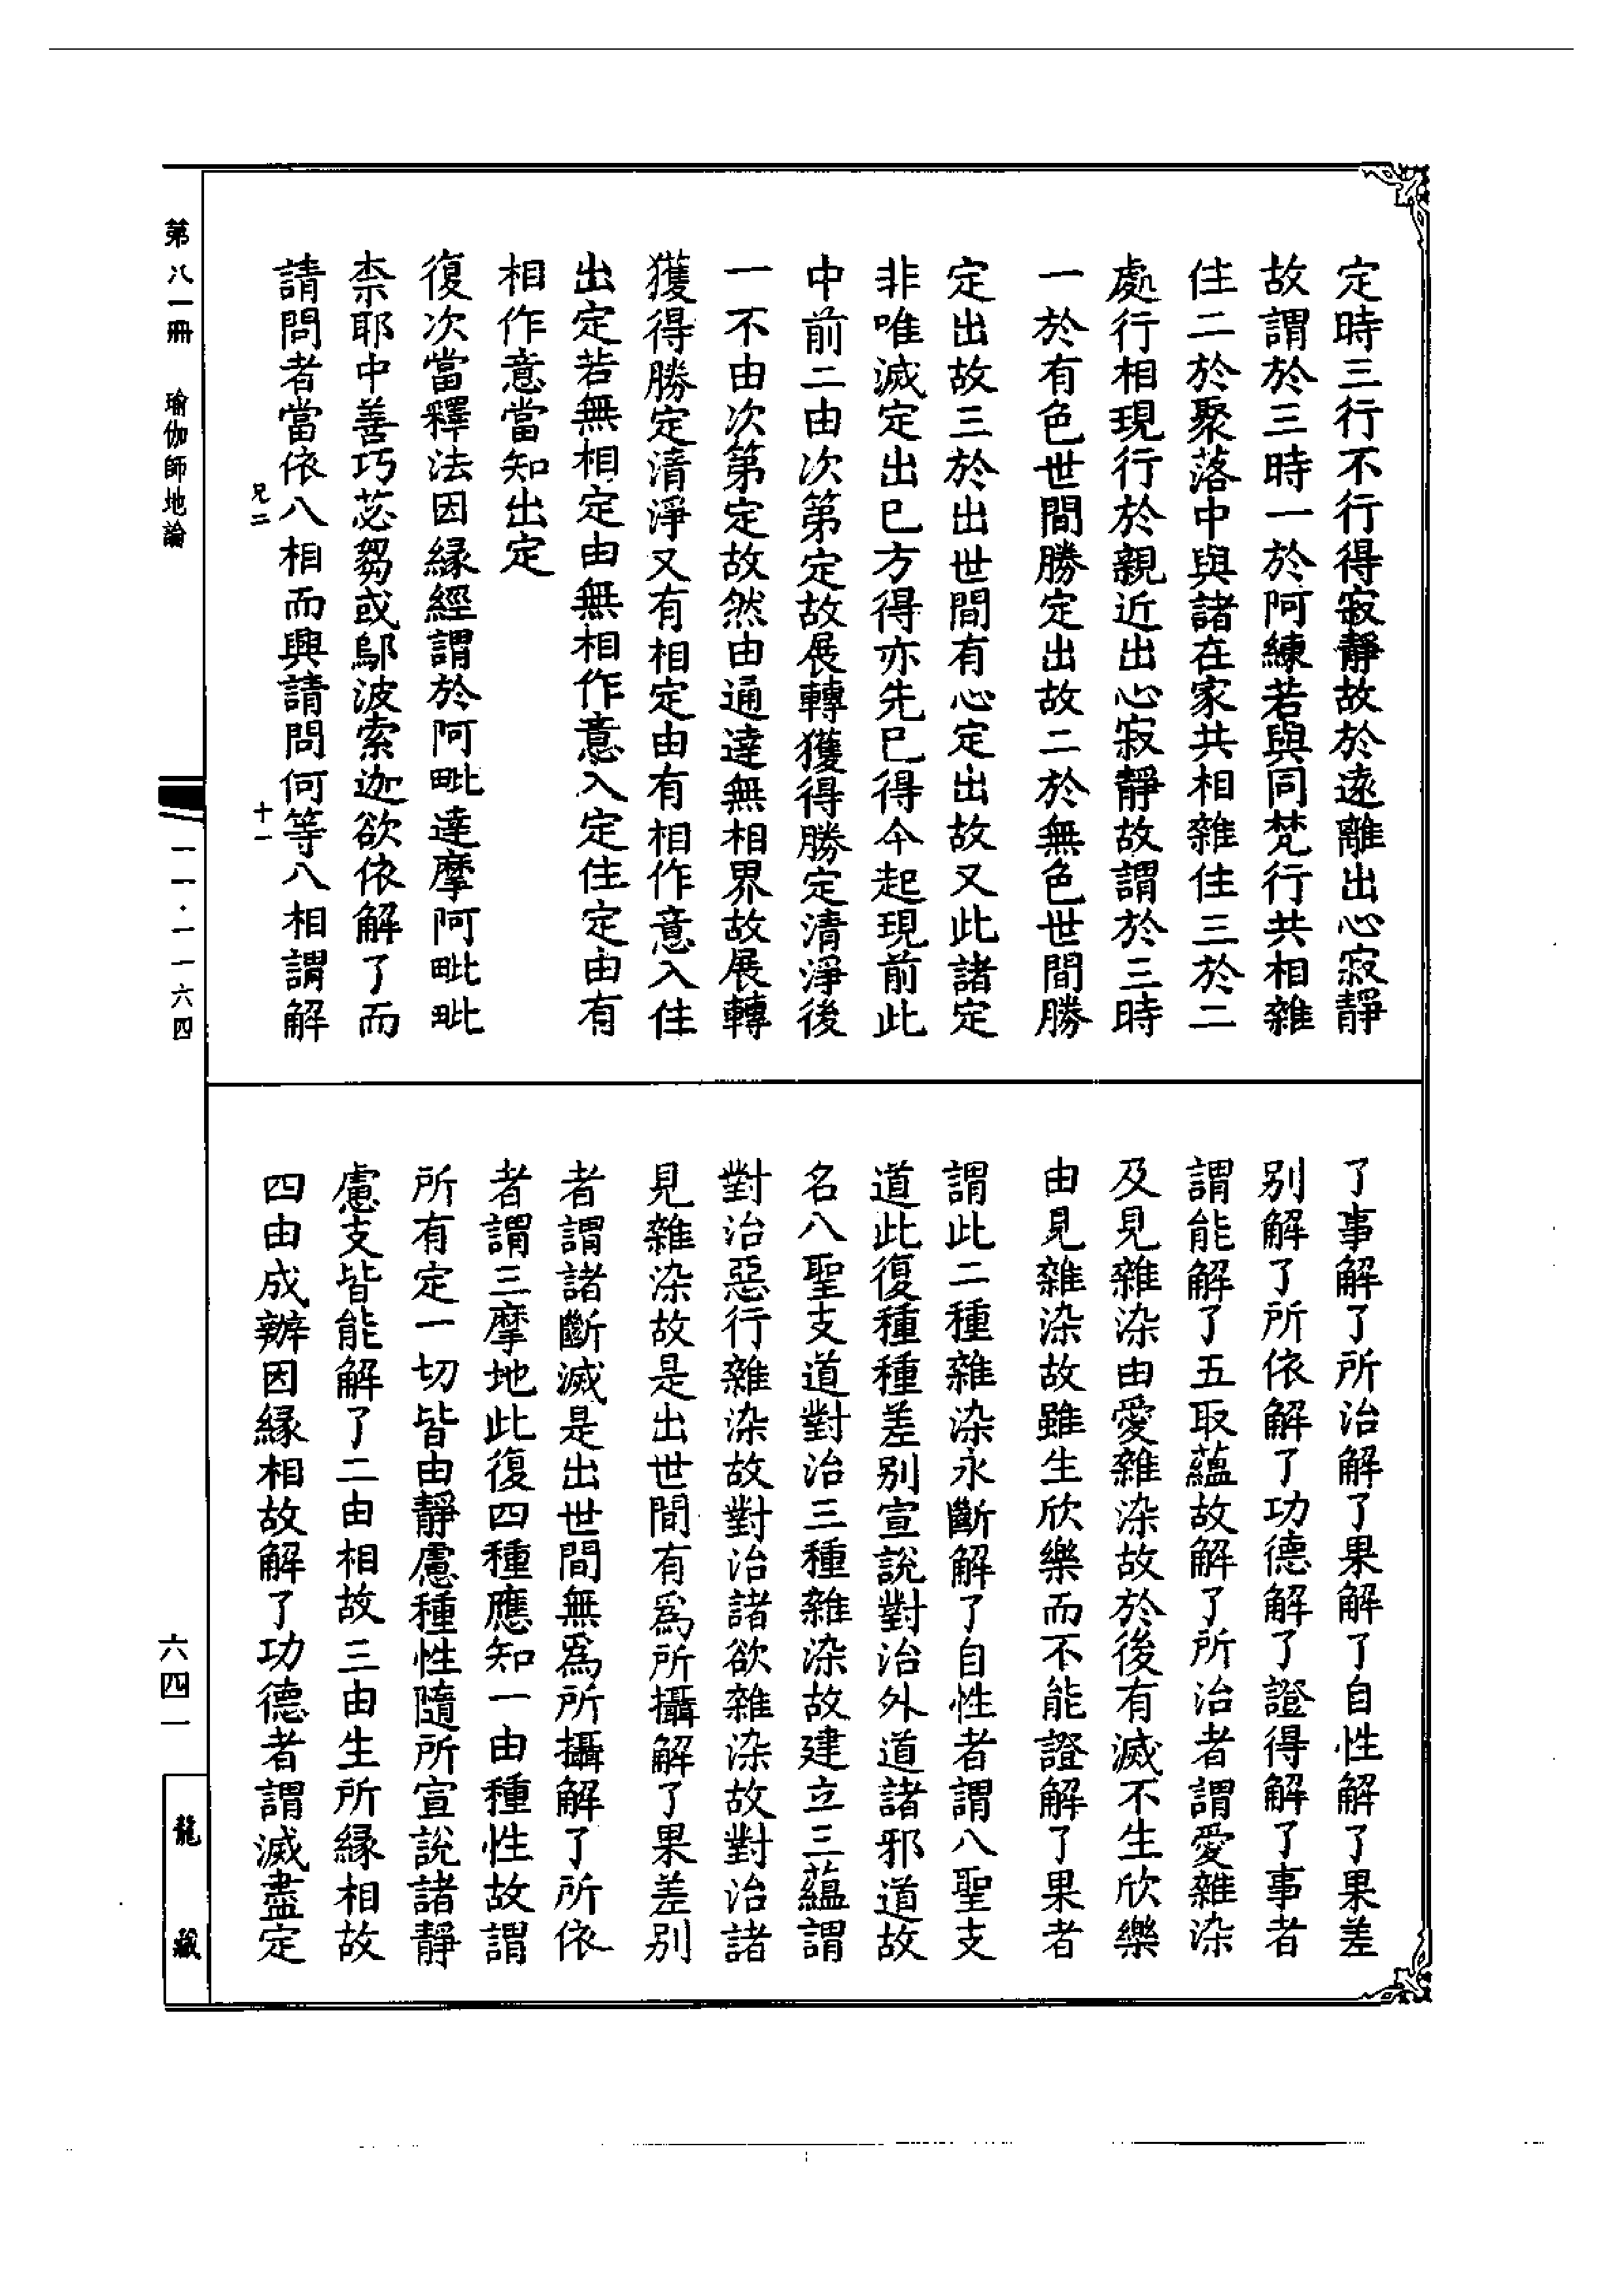 定時三行不行得寂靜故於遠離出心寂靜
故謂於三時一於阿練若與同梵行共相雜
住二於聚落中與諸在家共相雜住三於二
處行相現行於親近出心寂靜故謂於三時
一於有色世間勝定出故二於無色世間勝
定出故三於出世間有心定出故又此諸定
非唯滅定出已方得亦先已得今起現前此
中前二由次第定故展轉獲得勝定清淨後
一不由次第定故然由通達無相界故展轉
獲得勝定清淨又有相定由有相作意入住
出定若無相定由無相作意入定住定由有
相作意當知出定
復次當釋法因緣經謂於阿毗達摩阿毗毗
柰耶中善巧苾芻或鄔波索迦欲依解了而
請問者當依八相而興請問何等八相謂解
兄二
十一
了事解了所治解了果解了自性解了果差
別解了所依解了功德解了證得解了事者
謂能解了五取蘊故解了所治者謂愛雜染
及見雜染由愛雜染故於後有滅不生欣樂
由見雜染故雖生欣樂而不能證解了果者
謂此二種雜染永斷解了自性者謂八聖支
道此復種種差別宣說對治外道諸邪道故
名八聖支道對治三種雜染故建立三蘊謂
對治惡行雜染故對治諸欲雜染故對治諸
見雜染故是出世間有為所攝解了果差別
者謂諸斷滅是出世間無為所攝解了所依
者謂三摩地此復四種應知一由種性故謂
所有定一切皆由靜慮種性隨所宣說諸靜
慮支皆能解了二由相故三由生所緣相故
四由成辦因緣相故解了功德者謂滅盡定
第八一冊
瑜伽師地論
一一·一一六四
六四一
龍藏